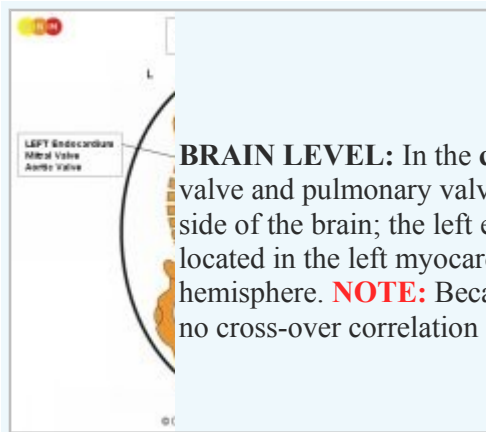 L
LEFT Endocardium
Mitral Valve
Aortic Valve
BRAIN LEVEL: In the
valve and pulmonary valv
side of the brain; the left e
located in the left myocar
hemisphere. NOTE: Beca
no cross-over correlation
©